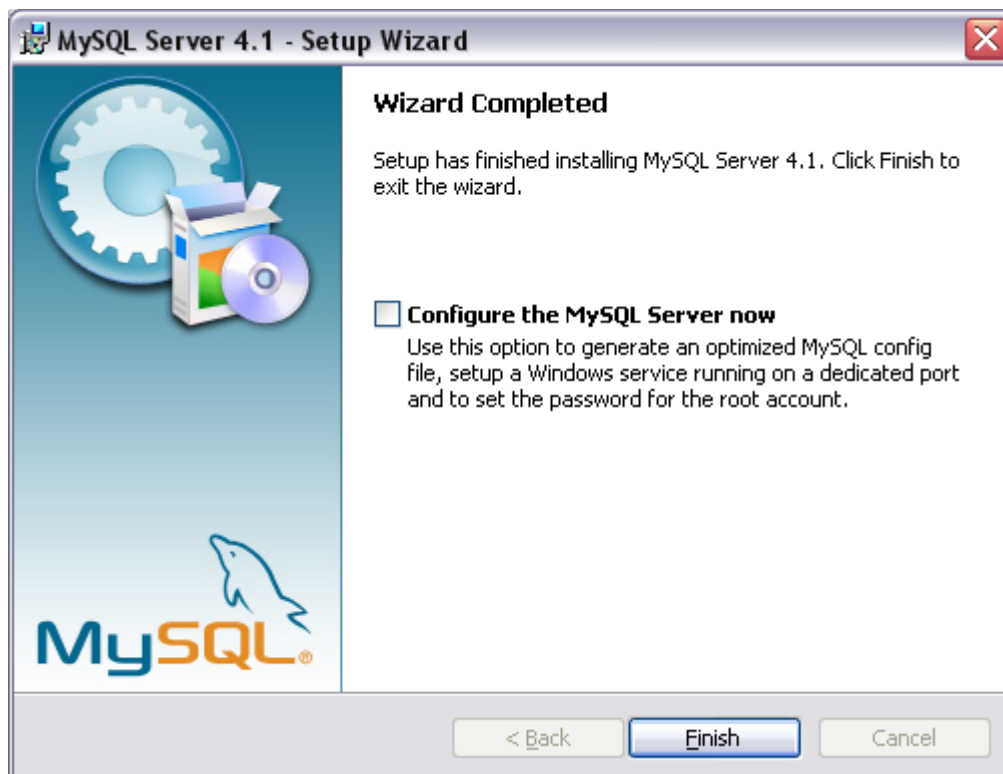 MySQL Server 4.1 - Setup Wizard
Wizard Completed
Setup has finished installing MySQL Server 4.1. Click Finish to
exit the wizard.
Configure the MySQL Server now
Use this option to generate an optimized MySQL config
file, setup a Windows service running on a dedicated port
and to set the password for the root account.
MySQL®
< Back
Finish
Cancel